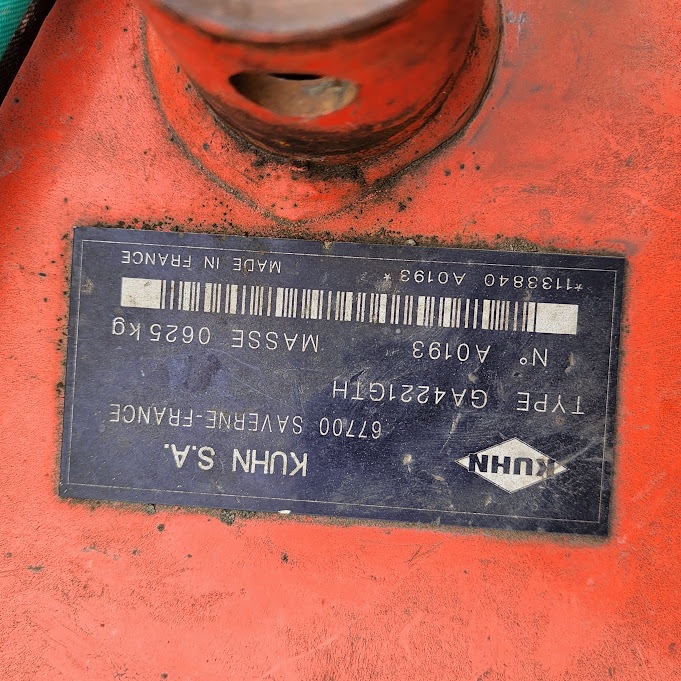 KUHN
KUHN S.A.
67700 SAVERNE-FRANCE
TYPE GA4221GTH
N° A0193 MASSE 0625 kg
*1133840 A0193* MADE IN FRANCE